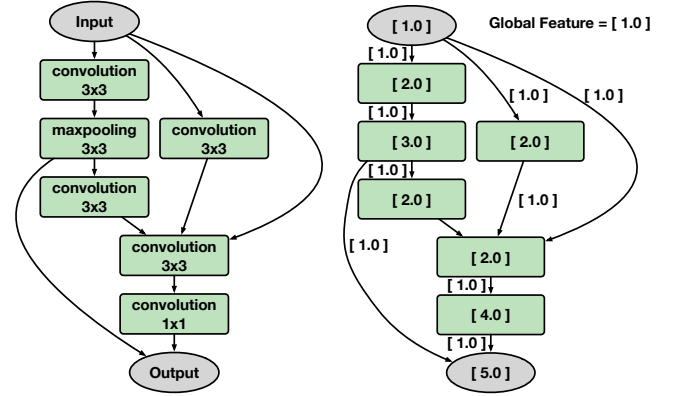 Input
convolution
3x3
maxpooling
3x3
convolution
3x3
convolution
3x3
convolution
3x3
convolution
1x1
Output
Global Feature = [ 1.0 ]
[ 1.0 ]
[ 1.0 ]
[ 2.0 ]
[ 1.0 ]
[ 1.0 ]
[ 1.0 ]
[ 3.0 ]
[ 2.0 ]
[ 1.0 ]
[ 2.0 ]
[ 1.0 ]
[ 1.0 ]
[ 2.0 ]
[ 1.0 ]
[ 4.0 ]
[ 1.0 ]
[ 5.0 ]